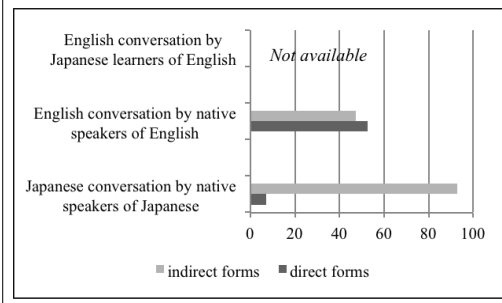 English conversation by
Japanese learners of English
Not available
English conversation by native
speakers of English
Japanese conversation by native
speakers of Japanese
0 20 40 60 80 100
indirect forms direct forms